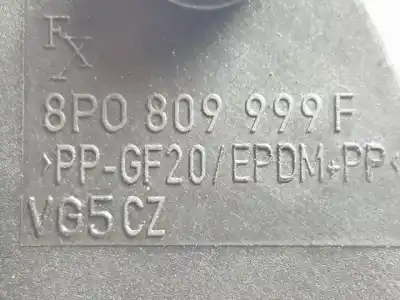 FX
8P0 809 999 F
>PP-GF20/EPDM+PP<
VG5CZ